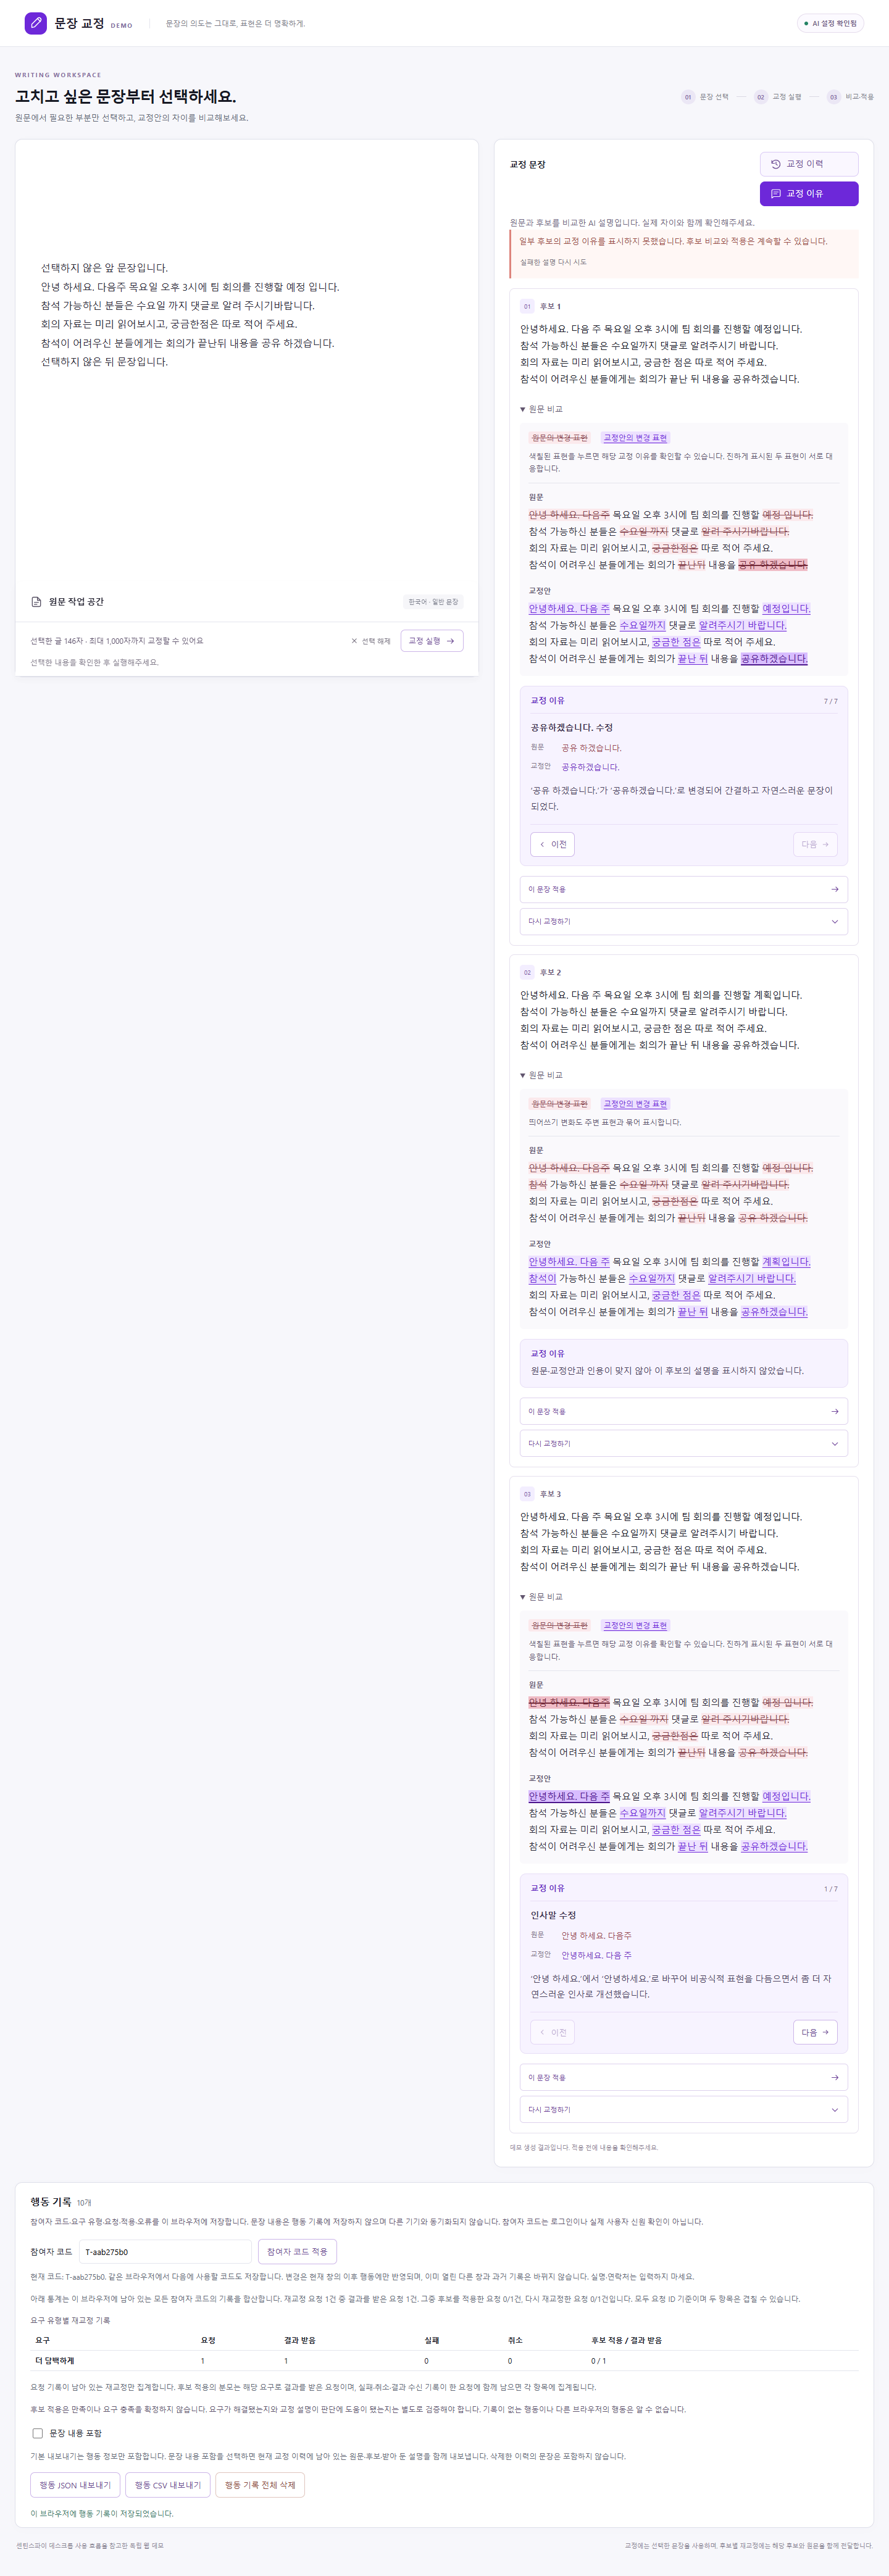 문장 교정 DEMO 문장의 의도는 그대로, 표현은 더 명확하게.
AI 설정 확인됨
WRITING WORKSPACE
고치고 싶은 문장부터 선택하세요.
원문에서 필요한 부분만 선택하고, 교정안의 차이를 비교해보세요.
01 문장 선택 02 교정 실행 03 비교·적용
선택하지 않은 앞 문장입니다.
안녕 하세요. 다음주 목요일 오후 3시에 팀 회의를 진행할 예정 입니다.
참석 가능하신 분들은 수요일 까지 댓글로 알려 주시기바랍니다.
회의 자료는 미리 읽어보시고, 궁금한점은 따로 적어 주세요.
참석이 어려우신 분들에게는 회의가 끝난뒤 내용을 공유 하겠습니다.
선택하지 않은 뒤 문장입니다.
원문 작업 공간
한국어 · 일반 문장
선택한 글 146자 · 최대 1,000자까지 교정할 수 있어요
선택 해제
교정 실행
선택한 내용을 확인한 후 실행해주세요.
교정 문장
교정 이력
교정 이유
원문과 후보를 비교한 AI 설명입니다. 실제 차이와 함께 확인해주세요.
일부 후보의 교정 이유를 표시하지 못했습니다. 후보 비교와 적용은 계속할 수 있습니다.
실패한 설명 다시 시도
01 후보 1
안녕하세요. 다음 주 목요일 오후 3시에 팀 회의를 진행할 예정입니다.
참석 가능하신 분들은 수요일까지 댓글로 알려주시기 바랍니다.
회의 자료는 미리 읽어보시고, 궁금한 점은 따로 적어 주세요.
참석이 어려우신 분들에게는 회의가 끝난 뒤 내용을 공유하겠습니다.
▼ 원문 비교
원문의 변경 표현 교정안의 변경 표현
색칠된 표현을 누르면 해당 교정 이유를 확인할 수 있습니다. 진하게 표시된 두 표현이 서로 대
응합니다.
원문
안녕 하세요. 다음주 목요일 오후 3시에 팀 회의를 진행할 예정 입니다.
참석 가능하신 분들은 수요일 까지 댓글로 알려 주시기바랍니다.
회의 자료는 미리 읽어보시고, 궁금한점은 따로 적어 주세요.
참석이 어려우신 분들에게는 회의가 끝난뒤 내용을 공유 하겠습니다.
교정안
안녕하세요. 다음 주 목요일 오후 3시에 팀 회의를 진행할 예정입니다.
참석 가능하신 분들은 수요일까지 댓글로 알려주시기 바랍니다.
회의 자료는 미리 읽어보시고, 궁금한 점은 따로 적어 주세요.
참석이 어려우신 분들에게는 회의가 끝난 뒤 내용을 공유하겠습니다.
교정 이유 7 / 7
공유하겠습니다. 수정
원문 공유 하겠습니다.
교정안 공유하겠습니다.
'공유 하겠습니다.'가 '공유하겠습니다.'로 변경되어 간결하고 자연스러운 문장이
되었다.
이전
다음
이 문장 적용
다시 교정하기
02 후보 2
안녕하세요. 다음 주 목요일 오후 3시에 팀 회의를 진행할 계획입니다.
참석이 가능하신 분들은 수요일까지 댓글로 알려주시기 바랍니다.
회의 자료는 미리 읽어보시고, 궁금한 점은 따로 적어 주세요.
참석이 어려우신 분들에게는 회의가 끝난 뒤 내용을 공유하겠습니다.
▼ 원문 비교
원문의 변경 표현 교정안의 변경 표현
띄어쓰기 변화도 주변 표현과 묶어 표시합니다.
원문
안녕 하세요. 다음주 목요일 오후 3시에 팀 회의를 진행할 예정 입니다.
참석 가능하신 분들은 수요일 까지 댓글로 알려 주시기바랍니다.
회의 자료는 미리 읽어보시고, 궁금한점은 따로 적어 주세요.
참석이 어려우신 분들에게는 회의가 끝난뒤 내용을 공유 하겠습니다.
교정안
안녕하세요. 다음 주 목요일 오후 3시에 팀 회의를 진행할 계획입니다.
참석이 가능하신 분들은 수요일까지 댓글로 알려주시기 바랍니다.
회의 자료는 미리 읽어보시고, 궁금한 점은 따로 적어 주세요.
참석이 어려우신 분들에게는 회의가 끝난 뒤 내용을 공유하겠습니다.
교정 이유
원문·교정안과 인용이 맞지 않아 이 후보의 설명을 표시하지 않았습니다.
이 문장 적용
다시 교정하기
03 후보 3
안녕하세요. 다음 주 목요일 오후 3시에 팀 회의를 진행할 예정입니다.
참석 가능하신 분들은 수요일까지 댓글로 알려주시기 바랍니다.
회의 자료는 미리 읽어보시고, 궁금한 점은 따로 적어 주세요.
참석이 어려우신 분들에게는 회의가 끝난 뒤 내용을 공유하겠습니다.
▼ 원문 비교
원문의 변경 표현 교정안의 변경 표현
색칠된 표현을 누르면 해당 교정 이유를 확인할 수 있습니다. 진하게 표시된 두 표현이 서로 대
응합니다.
원문
안녕 하세요. 다음주 목요일 오후 3시에 팀 회의를 진행할 예정 입니다.
참석 가능하신 분들은 수요일 까지 댓글로 알려 주시기바랍니다.
회의 자료는 미리 읽어보시고, 궁금한점은 따로 적어 주세요.
참석이 어려우신 분들에게는 회의가 끝난뒤 내용을 공유 하겠습니다.
교정안
안녕하세요. 다음 주 목요일 오후 3시에 팀 회의를 진행할 예정입니다.
참석 가능하신 분들은 수요일까지 댓글로 알려주시기 바랍니다.
회의 자료는 미리 읽어보시고, 궁금한 점은 따로 적어 주세요.
참석이 어려우신 분들에게는 회의가 끝난 뒤 내용을 공유하겠습니다.
교정 이유 1 / 7
인사말 수정
원문 안녕 하세요. 다음주
교정안 안녕하세요. 다음 주
'안녕 하세요.'에서 '안녕하세요.'로 바꾸어 비공식적 표현을 다듬으면서 좀 더 자
연스러운 인사로 개선했습니다.
이전
다음
이 문장 적용
다시 교정하기
데모 생성 결과입니다. 적용 전에 내용을 확인해주세요.
행동 기록 10개
참여자 코드·요구 유형·요청·적용·오류를 이 브라우저에 저장합니다. 문장 내용은 행동 기록에 저장하지 않으며 다른 기기와 동기화되지 않습니다. 참여자 코드는 로그인이나 실제 사용자 신원 확인이 아닙니다.
참여자 코드 T-aab275b0 참여자 코드 적용
현재 코드: T-aab275b0. 같은 브라우저에서 다음에 사용할 코드도 저장합니다. 변경은 현재 창의 이후 행동에만 반영되며, 이미 열린 다른 창과 과거 기록은 바뀌지 않습니다. 실명·연락처는 입력하지 마세요.
아래 통계는 이 브라우저에 남아 있는 모든 참여자 코드의 기록을 합산합니다. 재교정 요청 1건 중 결과를 받은 요청 1건. 그중 후보를 적용한 요청 0/1건, 다시 재교정한 요청 0/1건입니다. 모두 요청 ID 기준이며 두 항목은 겹칠 수 있습니다.
요구 유형별 재교정 기록
요구 요청 결과 받음 실패 취소 후보 적용 / 결과 받음
더 담백하게 1 1 0 0 0 / 1
요청 기록이 남아 있는 재교정만 집계합니다. 후보 적용의 분모는 해당 요구로 결과를 받은 요청이며, 실패·취소·결과 수신 기록이 한 요청에 함께 남으면 각 항목에 집계됩니다.
후보 적용은 만족이나 요구 충족을 확정하지 않습니다. 요구가 해결됐는지와 교정 설명이 판단에 도움이 됐는지는 별도로 검증해야 합니다. 기록이 없는 행동이나 다른 브라우저의 행동은 알 수 없습니다.
문장 내용 포함
기본 내보내기는 행동 정보만 포함합니다. 문장 내용 포함을 선택하면 현재 교정 이력에 남아 있는 원문·후보·받아 둔 설명을 함께 내보냅니다. 삭제한 이력의 문장은 포함하지 않습니다.
행동 JSON 내보내기 행동 CSV 내보내기 행동 기록 전체 삭제
이 브라우저에 행동 기록이 저장되었습니다.
센틴스파이 데스크톱 사용 흐름을 참고한 독립 웹 데모
교정에는 선택한 문장을 사용하며, 후보별 재교정에는 해당 후보와 원문을 함께 전달합니다.